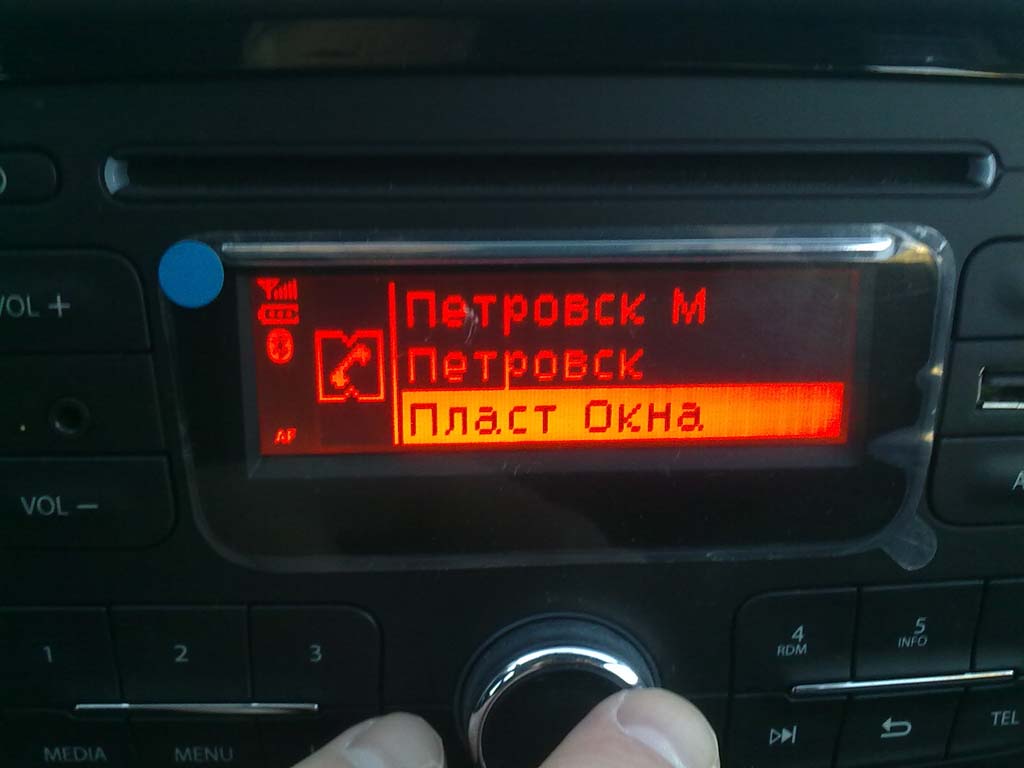 VOL +
Петровск М
Петровск
Пласт Окна
AF
VOL −
1
2
3
4
RDM
5
INFO
MEDIA
MENU
TEL